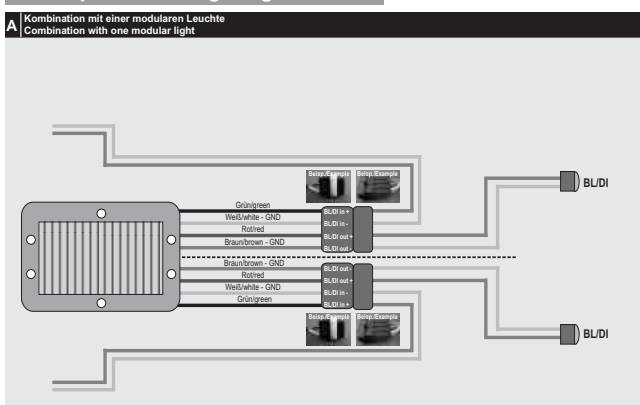 A
Kombination mit einer modularen Leuchte
Combination with one modular light
Beisp./Example
Beisp./Example
BL/DI
Grün/green
BL/DI in +
Weiß/white - GND
BL/DI in -
Rot/red
BL/DI out +
Braun/brown - GND
BL/DI out -
Braun/brown - GND
BL/DI out -
Rot/red
BL/DI out +
Weiß/white - GND
BL/DI in -
Grün/green
BL/DI in +
Beisp./Example
Beisp./Example
BL/DI